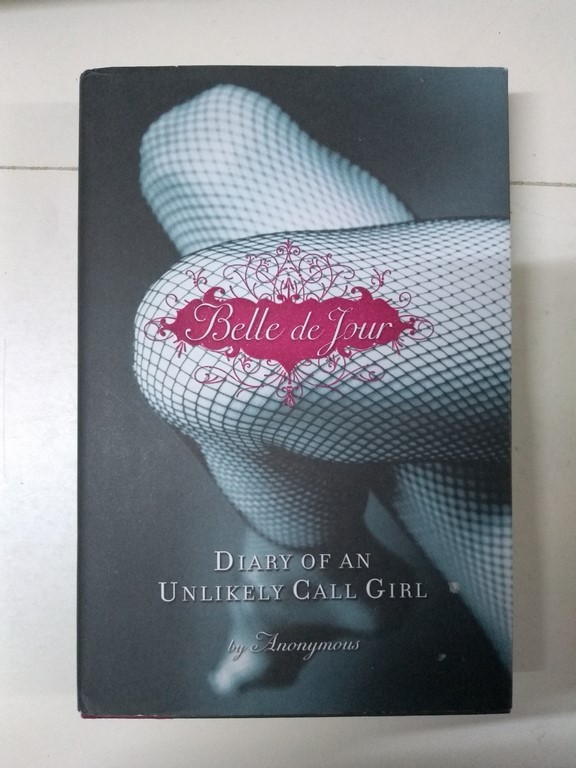 Belle de Jour
DIARY OF AN
UNLIKELY CALL GIRL
by Anonymous